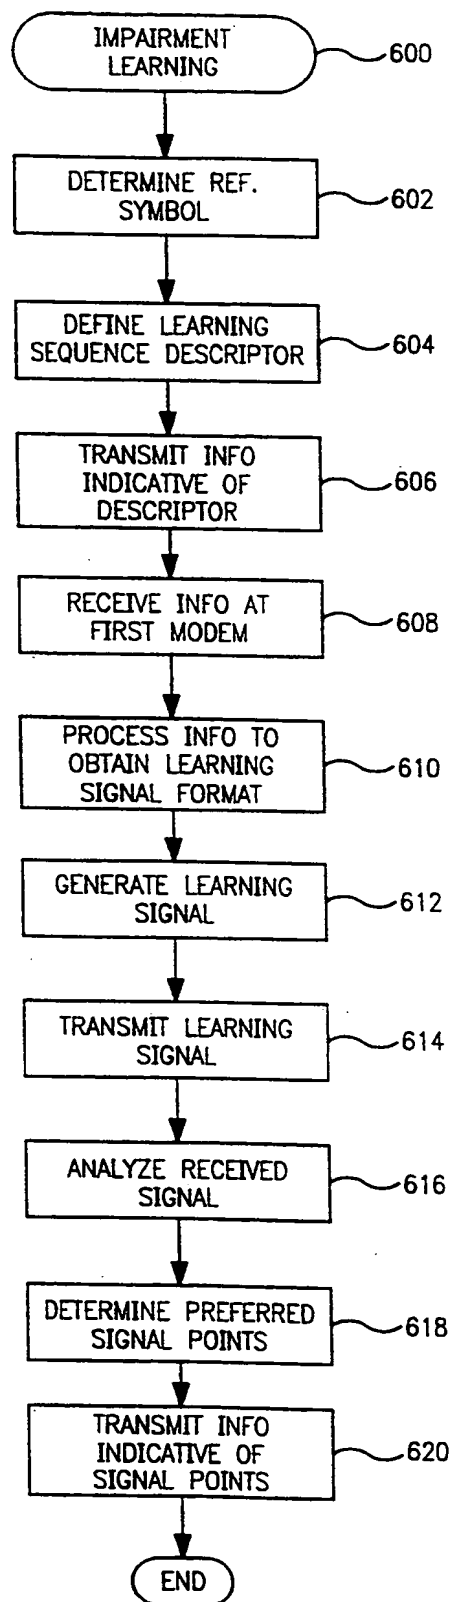 IMPAIRMENT
LEARNING
600
DETERMINE REF.
SYMBOL
602
DEFINE LEARNING
SEQUENCE DESCRIPTOR
604
TRANSMIT INFO
INDICATIVE OF
DESCRIPTOR
606
RECEIVE INFO AT
FIRST MODEM
608
PROCESS INFO TO
OBTAIN LEARNING
SIGNAL FORMAT
610
GENERATE LEARNING
SIGNAL
612
TRANSMIT LEARNING
SIGNAL
614
ANALYZE RECEIVED
SIGNAL
616
DETERMINE PREFERRED
SIGNAL POINTS
618
TRANSMIT INFO
INDICATIVE OF
SIGNAL POINTS
620
END